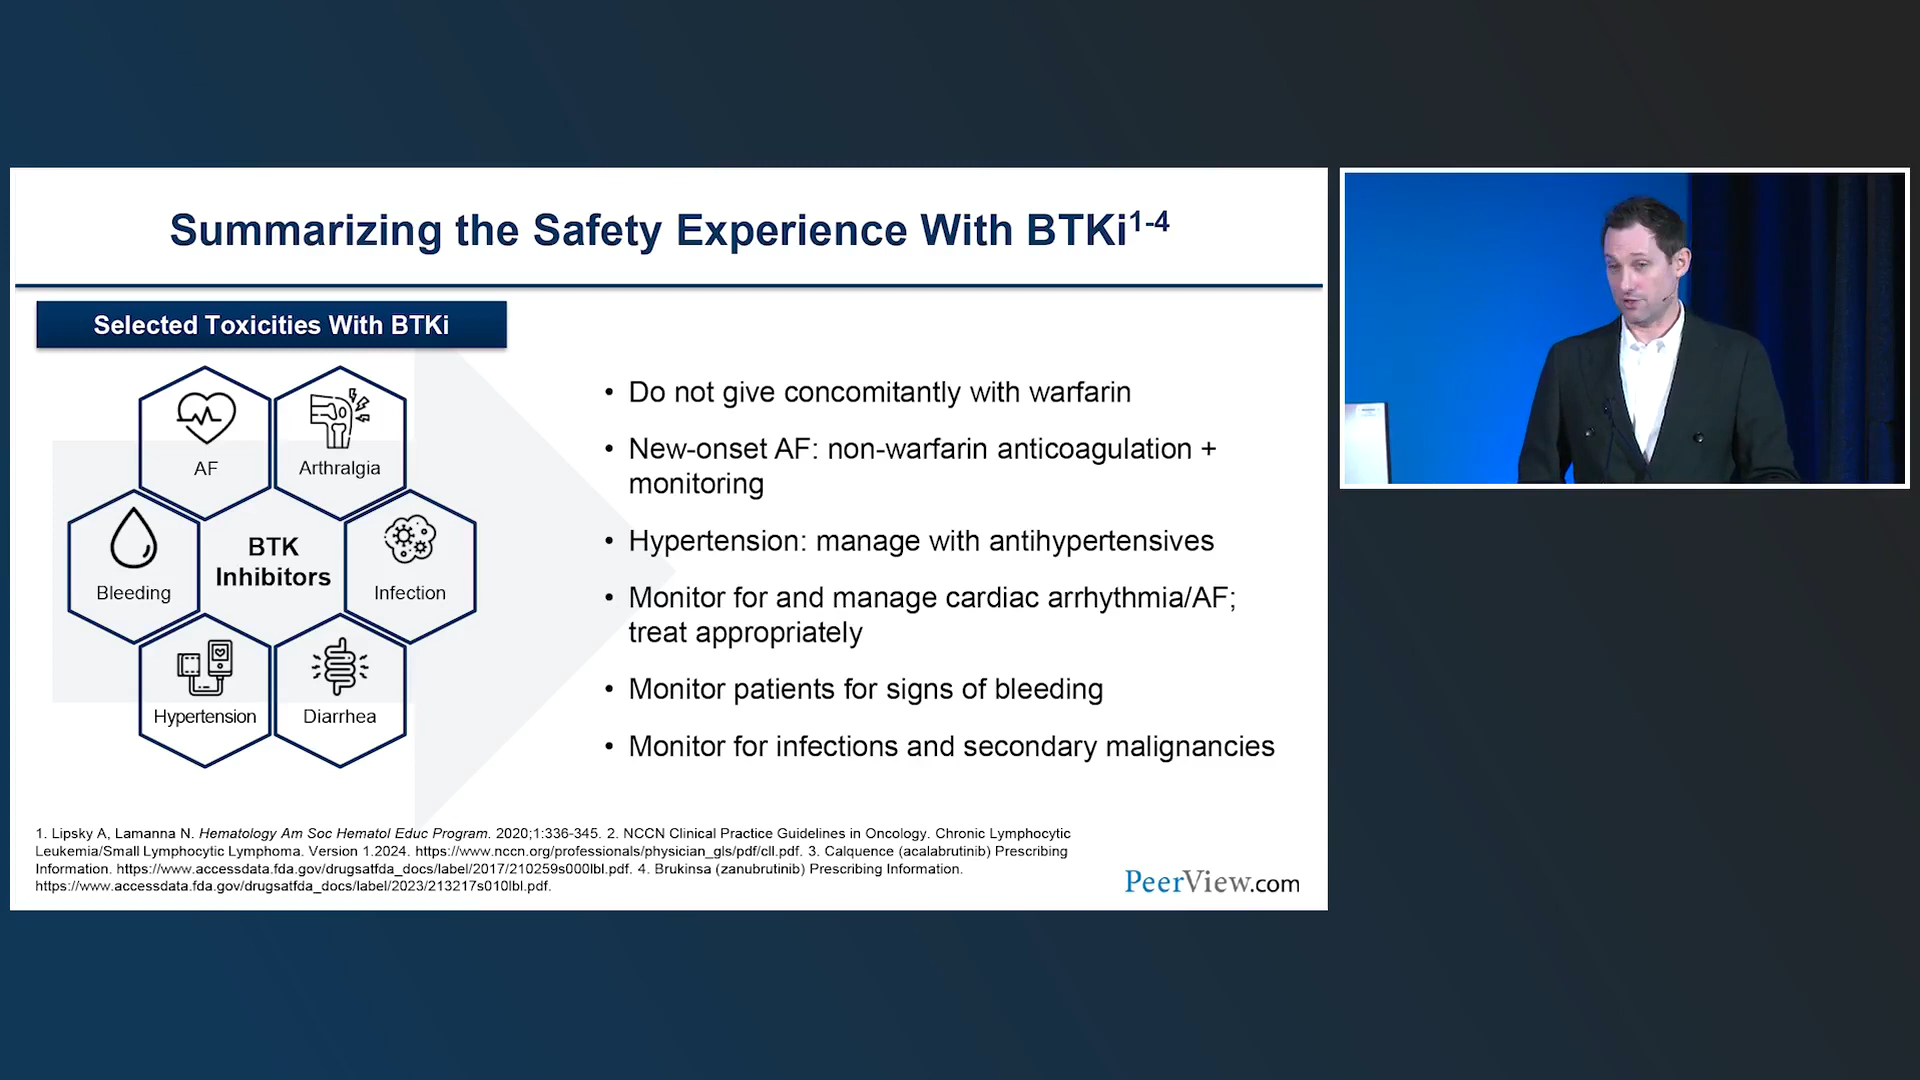 Summarizing the Safety Experience With BTKi1-4
Selected Toxicities With BTKi
AF
Arthralgia
Bleeding
BTK
Inhibitors
Infection
Hypertension
Diarrhea
• Do not give concomitantly with warfarin
• New-onset AF: non-warfarin anticoagulation +
monitoring
• Hypertension: manage with antihypertensives
• Monitor for and manage cardiac arrhythmia/AF;
treat appropriately
• Monitor patients for signs of bleeding
• Monitor for infections and secondary malignancies
1. Lipsky A, Lamanna N. Hematology Am Soc Hematol Educ Program. 2020;1:336-345. 2. NCCN Clinical Practice Guidelines in Oncology. Chronic Lymphocytic
Leukemia/Small Lymphocytic Lymphoma. Version 1.2024. https://www.nccn.org/professionals/physician_gls/pdf/cll.pdf. 3. Calquence (acalabrutinib) Prescribing
Information. https://www.accessdata.fda.gov/drugsatfda_docs/label/2017/210259s000lbl.pdf. 4. Brukinsa (zanubrutinib) Prescribing Information.
https://www.accessdata.fda.gov/drugsatfda_docs/label/2023/213217s010lbl.pdf.
PeerView.com